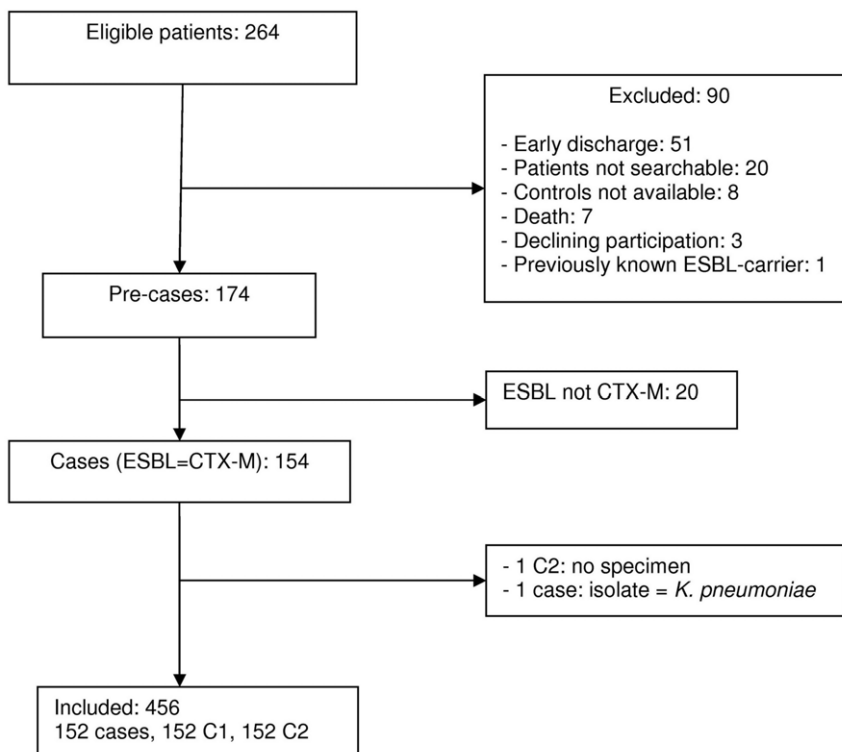 Eligible patients: 264
Excluded: 90
- Early discharge: 51
- Patients not searchable: 20
- Controls not available: 8
- Death: 7
- Declining participation: 3
- Previously known ESBL-carrier: 1
Pre-cases: 174
ESBL not CTX-M: 20
Cases (ESBL=CTX-M): 154
- 1 C2: no specimen
- 1 case: isolate = K. pneumoniae
Included: 456
152 cases, 152 C1, 152 C2